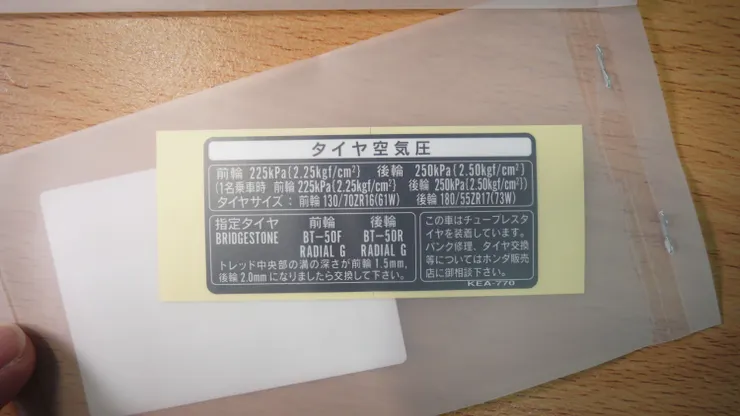 タイヤ空気圧
前輪 225kPa{2.25kgf/cm²} 後輪 250kPa{2.50kgf/cm²}
(1名乗車時 前輪 225kPa{2.25kgf/cm²} 後輪 250kPa{2.50kgf/cm²})
タイヤサイズ：前輪 130/70ZR16(61W) 後輪 180/55ZR17(73W)
指定タイヤ 前輪 後輪
BRIDGESTONE BT-50F BT-50R
RADIAL G RADIAL G
トレッド中央部の溝の深さが前輪1.5mm,
後輪2.0mmになりましたら交換して下さい。
この車はチューブレスタ
イヤを装着しています。
パンク修理、タイヤ交換
等についてはホンダ販売
店に御相談下さい。
KEA-770